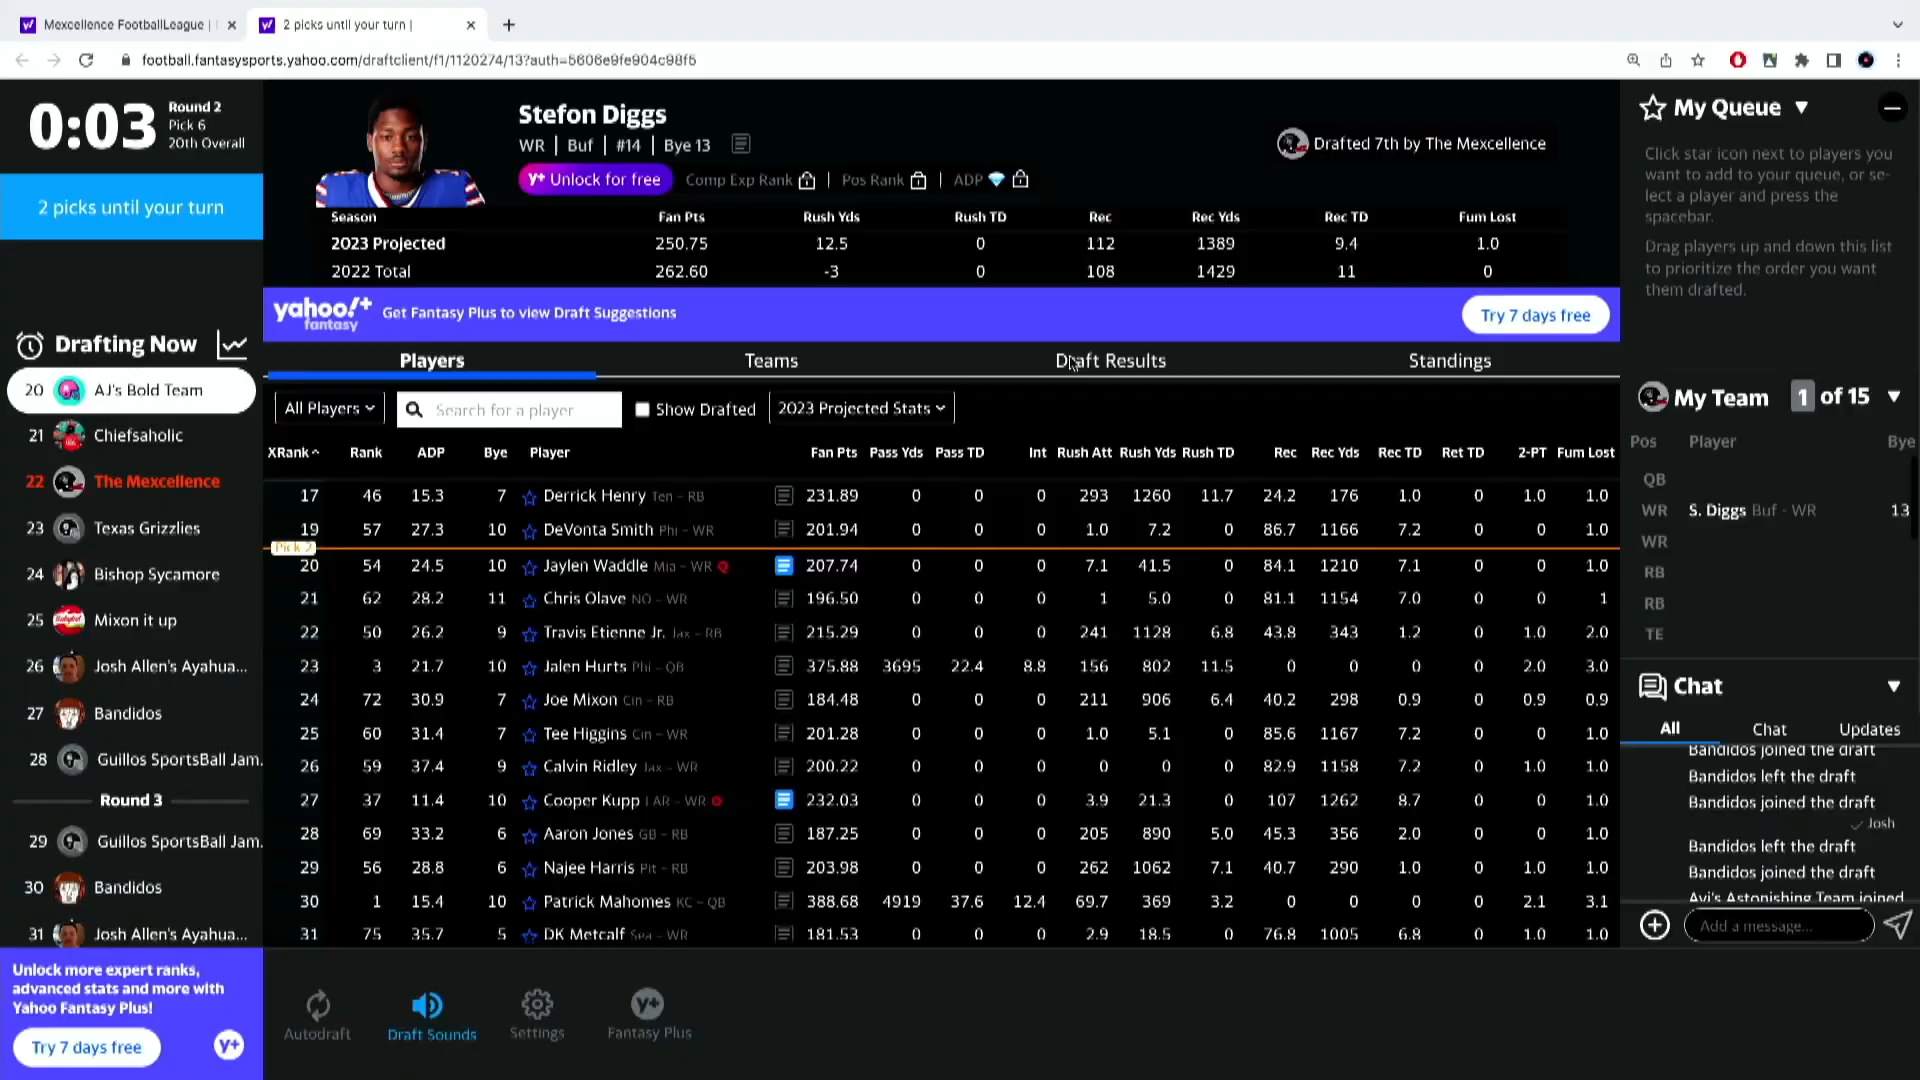 Mexcellence FootballLeague |
2 picks until your turn |
football.fantasysports.yahoo.com/draftclient/f1/1120274/13?auth=5606e9fe904c98f5
0:03
Round 2
Pick 6
20th Overall
2 picks until your turn
Drafting Now
20 AJ's Bold Team
21 Chiefsaholic
22 The Mexcellence
23 Texas Grizzlies
24 Bishop Sycamore
25 Mixon it up
26 Josh Allen's Ayahua...
27 Bandidos
28 Guillos SportsBall Jam.
Round 3
29 Guillos SportsBall Jam.
30 Bandidos
31 Josh Allen's Ayahua...
Unlock more expert ranks,
advanced stats and more with
Yahoo Fantasy Plus!
Try 7 days free y+
Stefon Diggs
WR | Buf | #14 | Bye 13
y+ Unlock for free Comp Exp Rank | Pos Rank | ADP
Drafted 7th by The Mexcellence
Season Fan Pts Rush Yds Rush TD Rec Rec Yds Rec TD Fum Lost
2023 Projected 250.75 12.5 0 112 1389 9.4 1.0
2022 Total 262.60 -3 0 108 1429 11 0
yahoo!+
fantasy
Get Fantasy Plus to view Draft Suggestions
Try 7 days free
Players Teams Draft Results Standings
All Players Search for a player Show Drafted 2023 Projected Stats
XRank Rank ADP Bye Player Fan Pts Pass Yds Pass TD Int Rush Att Rush Yds Rush TD Rec Rec Yds Rec TD Ret TD 2-PT Fum Lost
17 46 15.3 7 Derrick Henry Ten - RB 231.89 0 0 0 293 1260 11.7 24.2 176 1.0 0 1.0 1.0
19 57 27.3 10 DeVonta Smith Phi - WR 201.94 0 0 0 1.0 7.2 0 86.7 1166 7.2 0 0 1.0
Pick 2
20 54 24.5 10 Jaylen Waddle Mia - WR Q 207.74 0 0 0 7.1 41.5 0 84.1 1210 7.1 0 0 1.0
21 62 28.2 11 Chris Olave NO - WR 196.50 0 0 0 1 5.0 0 81.1 1154 7.0 0 0 1
22 50 26.2 9 Travis Etienne Jr. Jax - RB 215.29 0 0 0 241 1128 6.8 43.8 343 1.2 0 1.0 2.0
23 3 21.7 10 Jalen Hurts Phi - QB 375.88 3695 22.4 8.8 156 802 11.5 0 0 0 0 2.0 3.0
24 72 30.9 7 Joe Mixon Cin - RB 184.48 0 0 0 211 906 6.4 40.2 298 0.9 0 0.9 0.9
25 60 31.4 7 Tee Higgins Cin - WR 201.28 0 0 0 1.0 5.1 0 85.6 1167 7.2 0 0 1.0
26 59 37.4 9 Calvin Ridley Jax - WR 200.22 0 0 0 0 0 0 82.9 1158 7.2 0 1.0 1.0
27 37 11.4 10 Cooper Kupp LAR - WR Q 232.03 0 0 0 3.9 21.3 0 107 1262 8.7 0 0 1.0
28 69 33.2 6 Aaron Jones GB - RB 187.25 0 0 0 205 890 5.0 45.3 356 2.0 0 0 1.0
29 56 28.8 6 Najee Harris Pit - RB 203.98 0 0 0 262 1062 7.1 40.7 290 1.0 0 1.0 1.0
30 1 15.4 10 Patrick Mahomes KC - QB 388.68 4919 37.6 12.4 69.7 369 3.2 0 0 0 0 2.1 3.1
31 75 35.7 5 DK Metcalf Sea - WR 181.53 0 0 0 2.9 18.5 0 76.8 1005 6.8 0 1.0 1.0
Autodraft Draft Sounds Settings y+ Fantasy Plus
My Queue
Click star icon next to players you
want to add to your queue, or se-
lect a player and press the
spacebar.
Drag players up and down this list
to prioritize the order you want
them drafted.
My Team 1 of 15
Pos Player Bye
QB
WR S. Diggs Buf - WR 13
WR
RB
RB
TE
Chat
All Chat Updates
Bandidos joined the draft
Bandidos left the draft
Bandidos joined the draft
Josh
Bandidos left the draft
Bandidos joined the draft
Avi's Astonishing Team joined
Add a message...